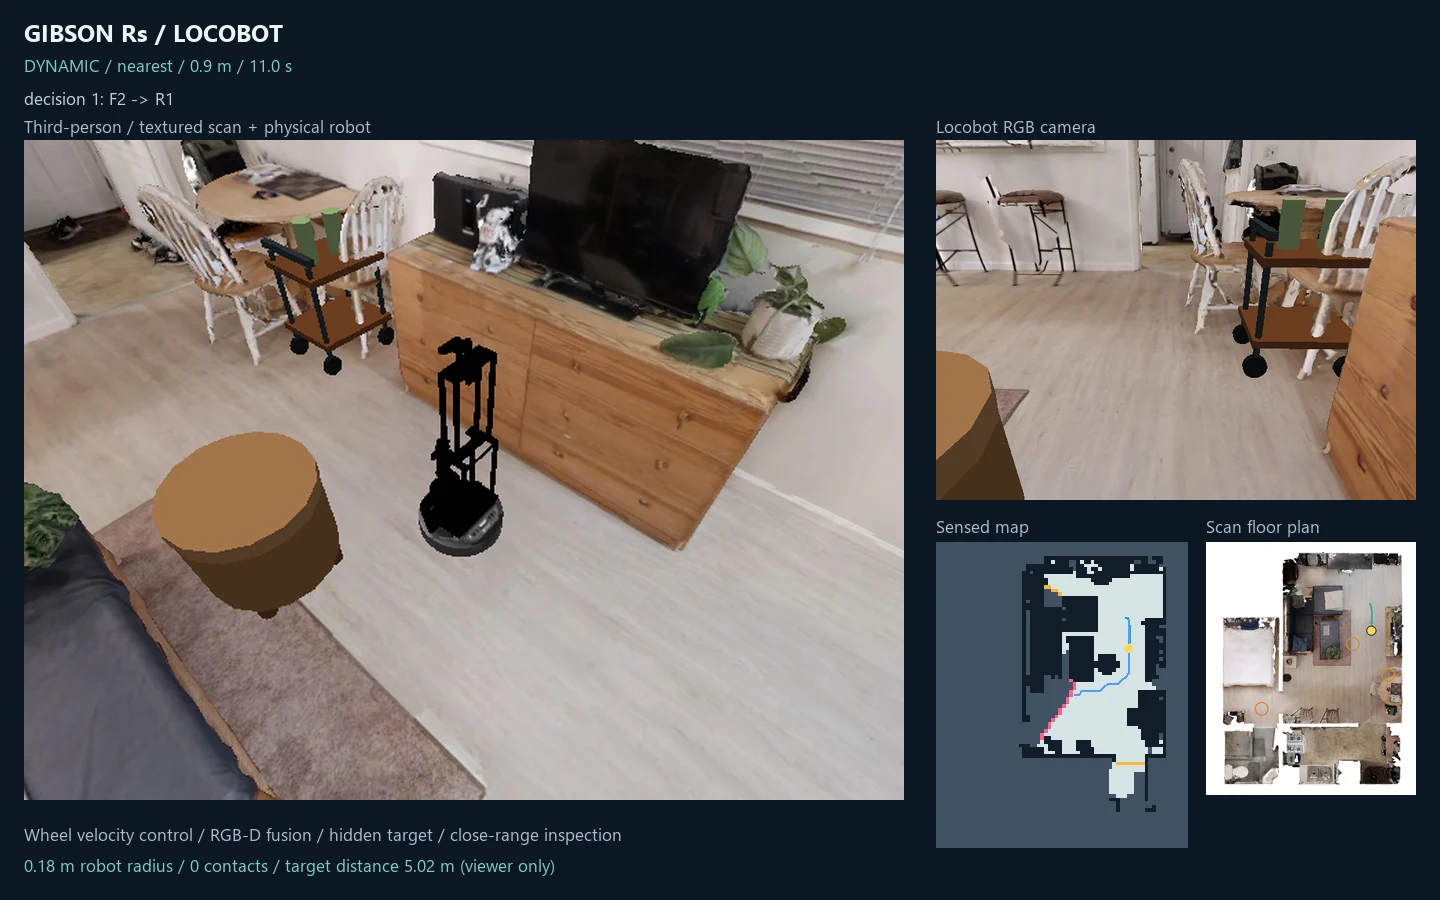 GIBSON Rs / LOCOBOT
DYNAMIC / nearest / 0.9 m / 11.0 s
decision 1: F2 -> R1
Third-person / textured scan + physical robot
Locobot RGB camera
Sensed map
Scan floor plan
Wheel velocity control / RGB-D fusion / hidden target / close-range inspection
0.18 m robot radius / 0 contacts / target distance 5.02 m (viewer only)